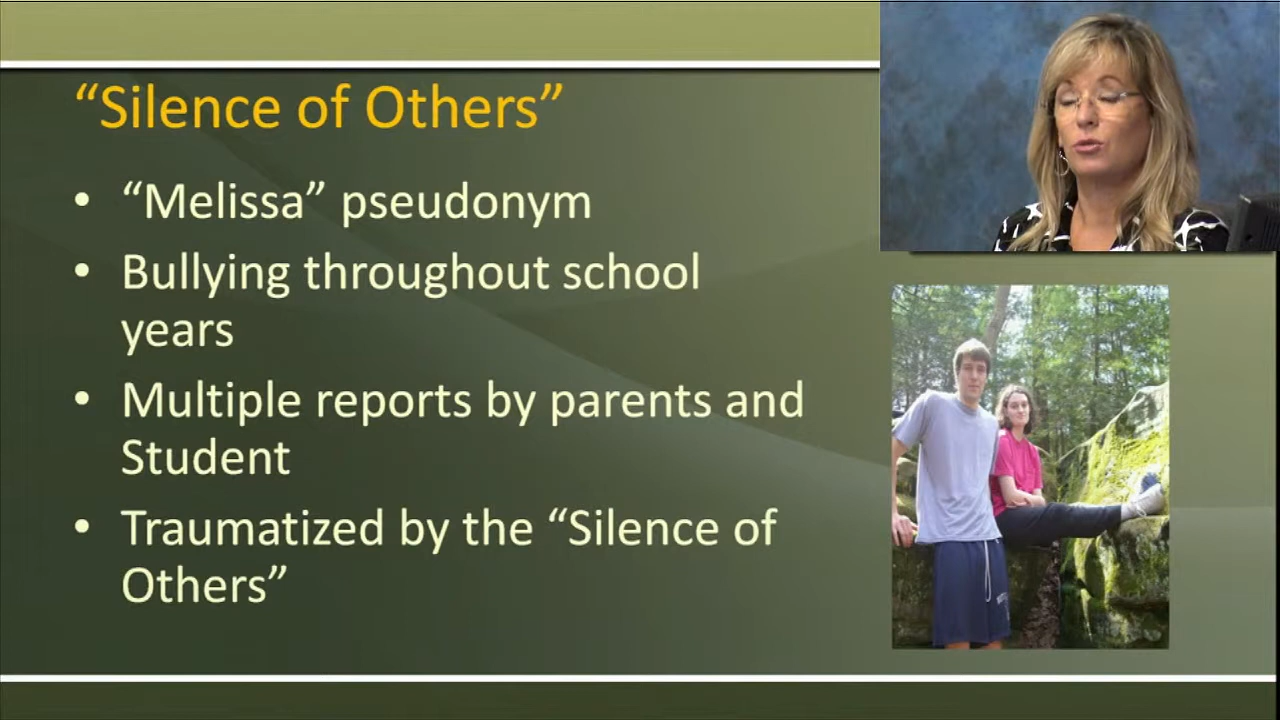 “Silence of Others”
• “Melissa” pseudonym
• Bullying throughout school
years
• Multiple reports by parents and
Student
• Traumatized by the “Silence of
Others”